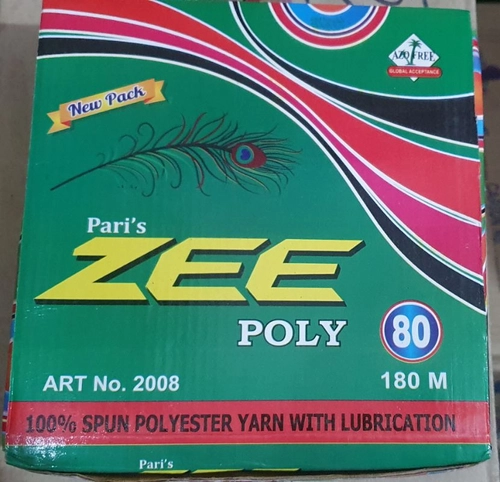 AZO FREE
GLOBAL ACCEPTANCE
New Pack
Pari's
ZEE
POLY
80
ART No. 2008
180 M
100% SPUN POLYESTER YARN WITH LUBRICATION
Pari's